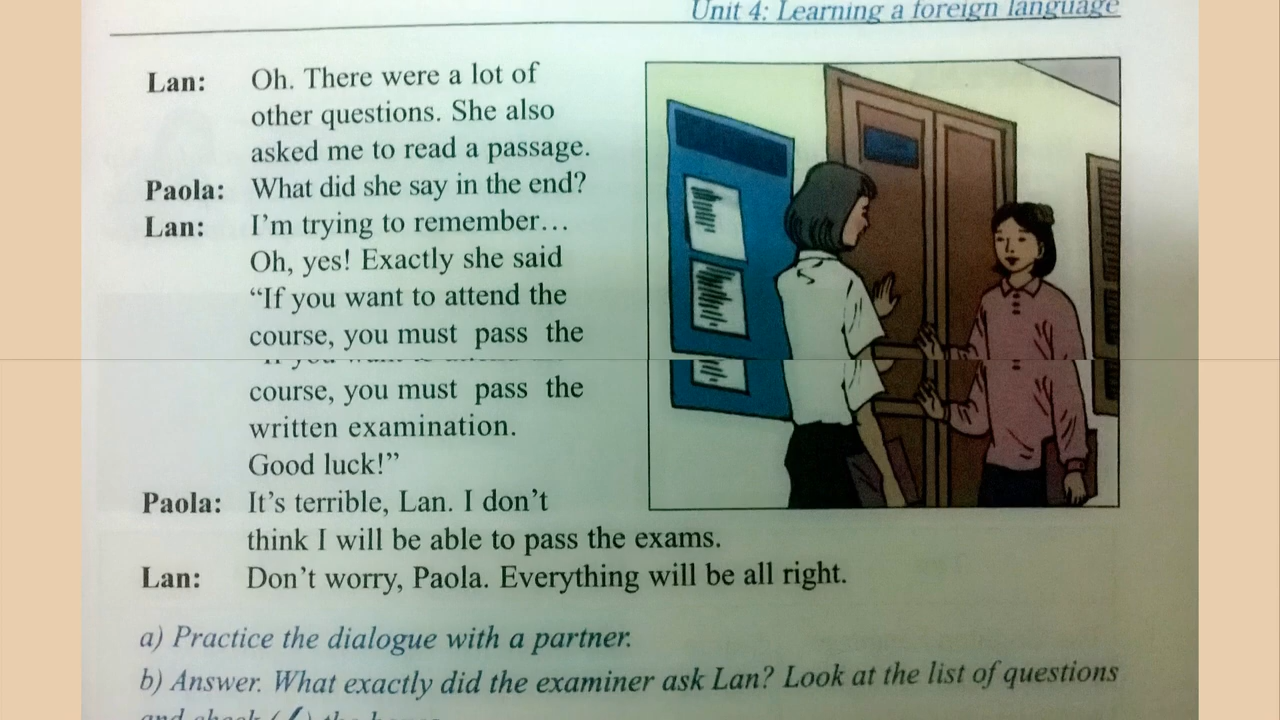 Unit 4: Learning a foreign language
Lan: Oh. There were a lot of
other questions. She also
asked me to read a passage.
Paola: What did she say in the end?
Lan: I'm trying to remember…
Oh, yes! Exactly she said
“If you want to attend the
course, you must pass the
course, you must pass the
written examination.
Good luck!”
Paola: It's terrible, Lan. I don't
think I will be able to pass the exams.
Lan: Don't worry, Paola. Everything will be all right.
a) Practice the dialogue with a partner.
b) Answer. What exactly did the examiner ask Lan? Look at the list of questions
and check (✓) the